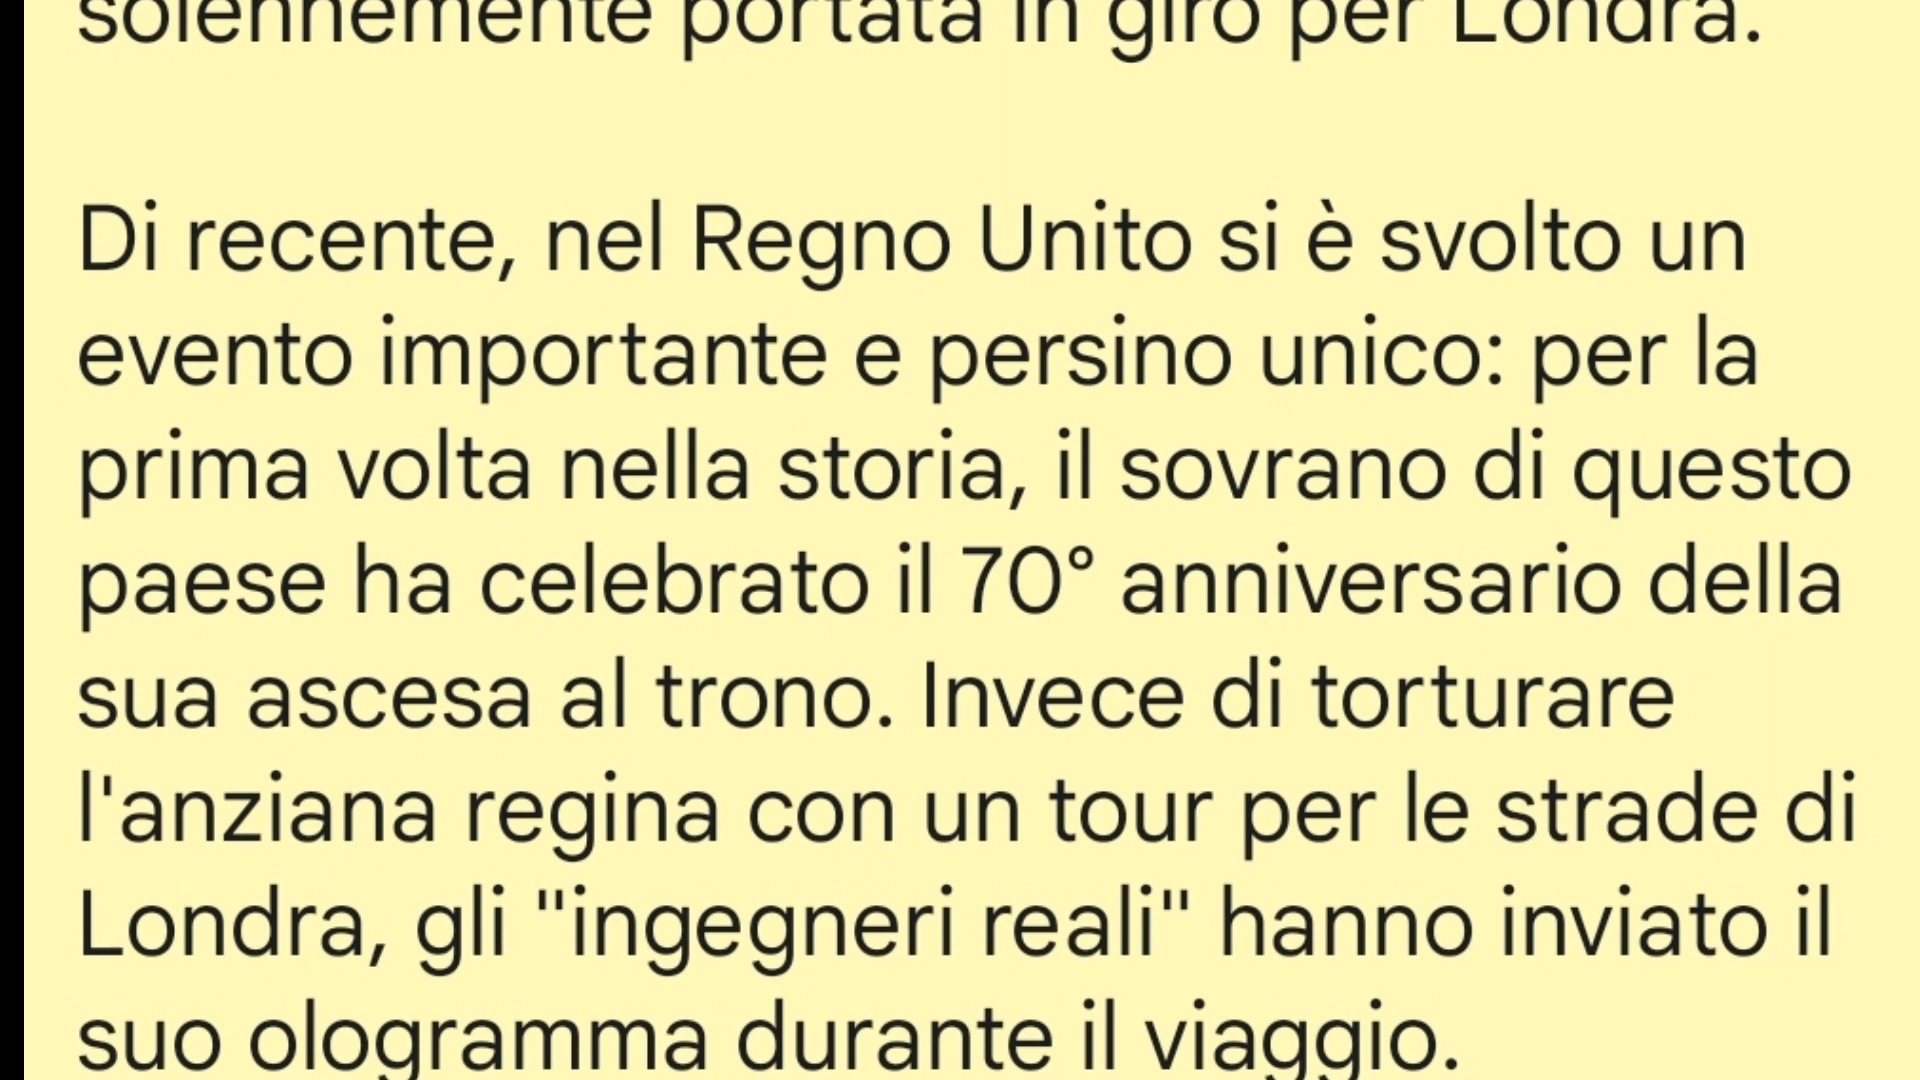 solennemente portata in giro per Londra.
Di recente, nel Regno Unito si è svolto un
evento importante e persino unico: per la
prima volta nella storia, il sovrano di questo
paese ha celebrato il 70° anniversario della
sua ascesa al trono. Invece di torturare
l'anziana regina con un tour per le strade di
Londra, gli "ingegneri reali" hanno inviato il
suo ologramma durante il viaggio.